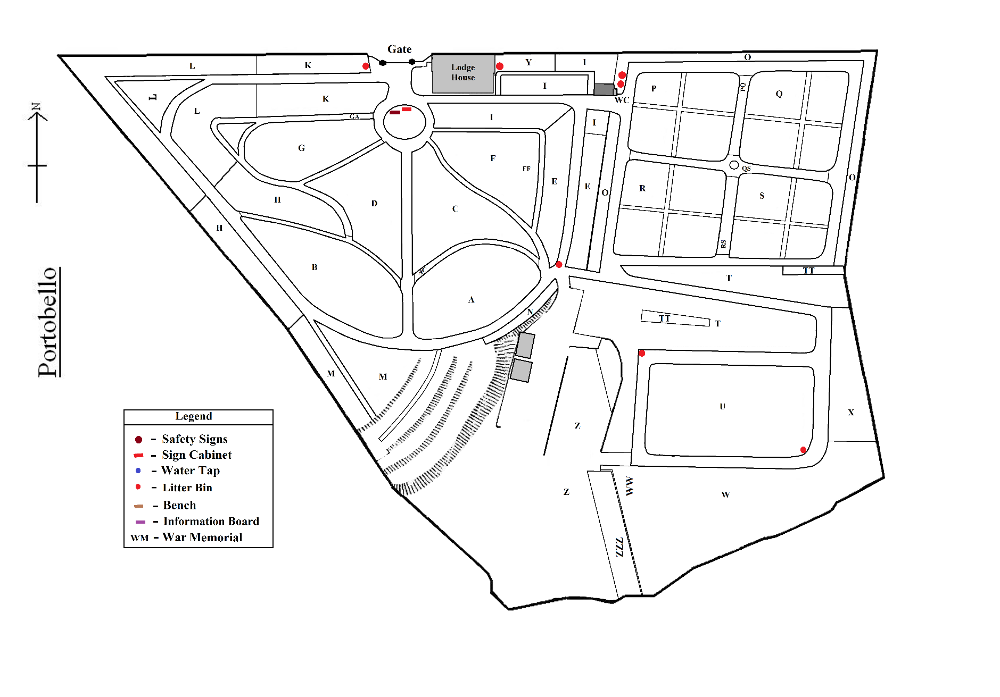 Gate
O
L
K
Lodge
House
Y
I
I
P
PQ
Q
WC
L
K
L
GA
I
I
G
F
FF
E
E
O
QS
O
R
S
H
D
C
H
RS
B
AC
T
TT
A
N
TT
T
M
M
U
X
Z
Z
WW
W
ZZZ
N
Portobello
Legend
- Safety Signs
- Sign Cabinet
- Water Tap
- Litter Bin
- Bench
- Information Board
WM - War Memorial